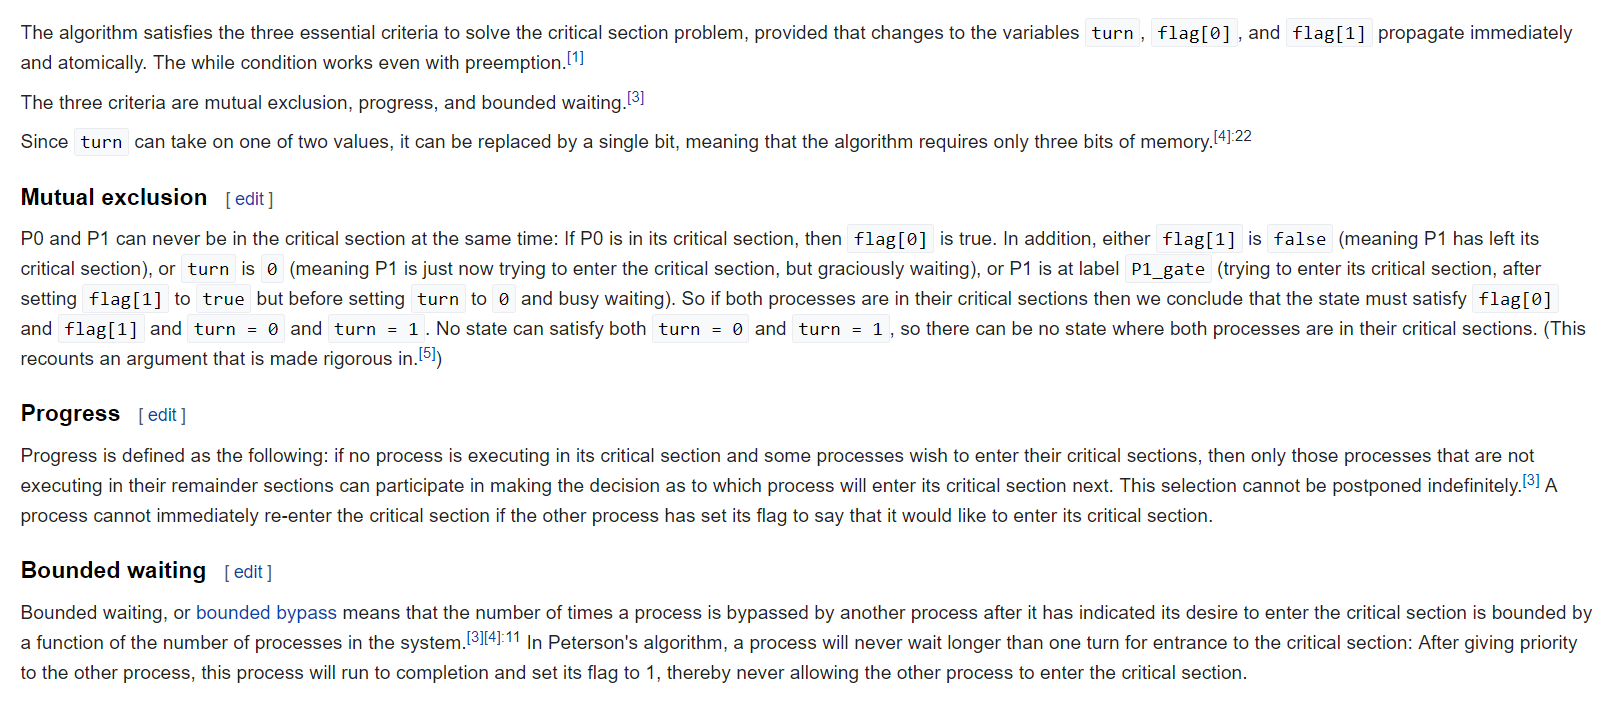 The algorithm satisfies the three essential criteria to solve the critical section problem, provided that changes to the variables turn, flag[0], and flag[1] propagate immediately
and atomically. The while condition works even with preemption.[1]
The three criteria are mutual exclusion, progress, and bounded waiting.[3]
Since turn can take on one of two values, it can be replaced by a single bit, meaning that the algorithm requires only three bits of memory.[4]:22
Mutual exclusion [ edit ]
P0 and P1 can never be in the critical section at the same time: If P0 is in its critical section, then flag[0] is true. In addition, either flag[1] is false (meaning P1 has left its
critical section), or turn is 0 (meaning P1 is just now trying to enter the critical section, but graciously waiting), or P1 is at label P1_gate (trying to enter its critical section, after
setting flag[1] to true but before setting turn to 0 and busy waiting). So if both processes are in their critical sections then we conclude that the state must satisfy flag[0]
and flag[1] and turn = 0 and turn = 1. No state can satisfy both turn = 0 and turn = 1, so there can be no state where both processes are in their critical sections. (This
recounts an argument that is made rigorous in.[5])
Progress [ edit ]
Progress is defined as the following: if no process is executing in its critical section and some processes wish to enter their critical sections, then only those processes that are not
executing in their remainder sections can participate in making the decision as to which process will enter its critical section next. This selection cannot be postponed indefinitely.[3] A
process cannot immediately re-enter the critical section if the other process has set its flag to say that it would like to enter its critical section.
Bounded waiting [ edit ]
Bounded waiting, or bounded bypass means that the number of times a process is bypassed by another process after it has indicated its desire to enter the critical section is bounded by
a function of the number of processes in the system.[3][4]:11 In Peterson's algorithm, a process will never wait longer than one turn for entrance to the critical section: After giving priority
to the other process, this process will run to completion and set its flag to 1, thereby never allowing the other process to enter the critical section.